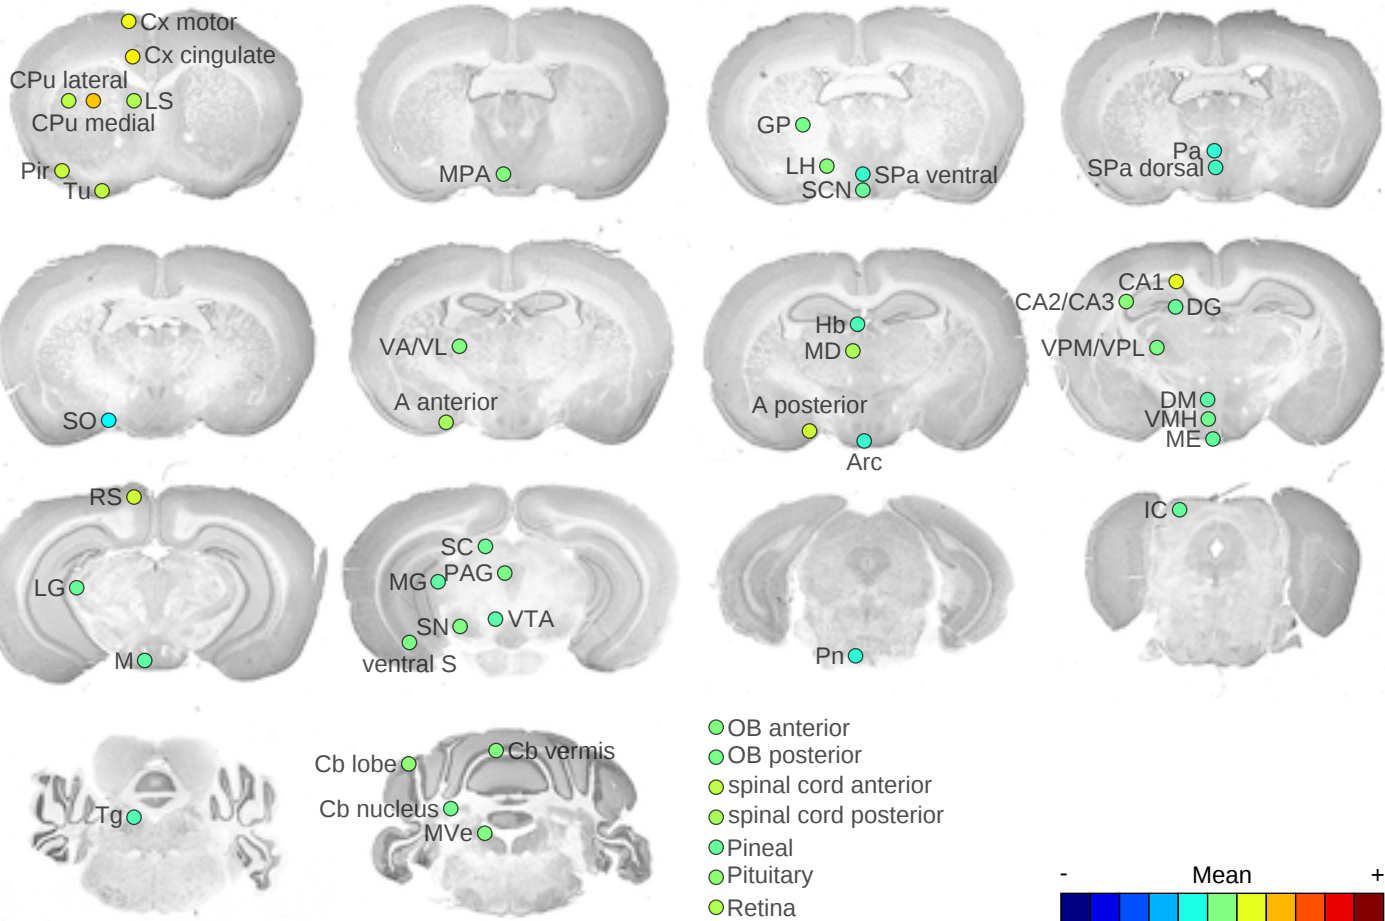 Cx motor
Cx cingulate
CPu lateral
LS
CPu medial
Pir
Tu
MPA
GP
LH
SPa ventral
SCN
Pa
SPa dorsal
SO
VA/VL
A anterior
Hb
MD
A posterior
Arc
CA1
CA2/CA3
DG
VPM/VPL
DM
VMH
ME
RS
LG
M
SC
PAG
MG
VTA
SN
ventral S
Pn
IC
Tg
Cb vermis
Cb lobe
Cb nucleus
MVe
OB anterior
OB posterior
spinal cord anterior
spinal cord posterior
Pineal
Pituitary
Retina
- Mean +